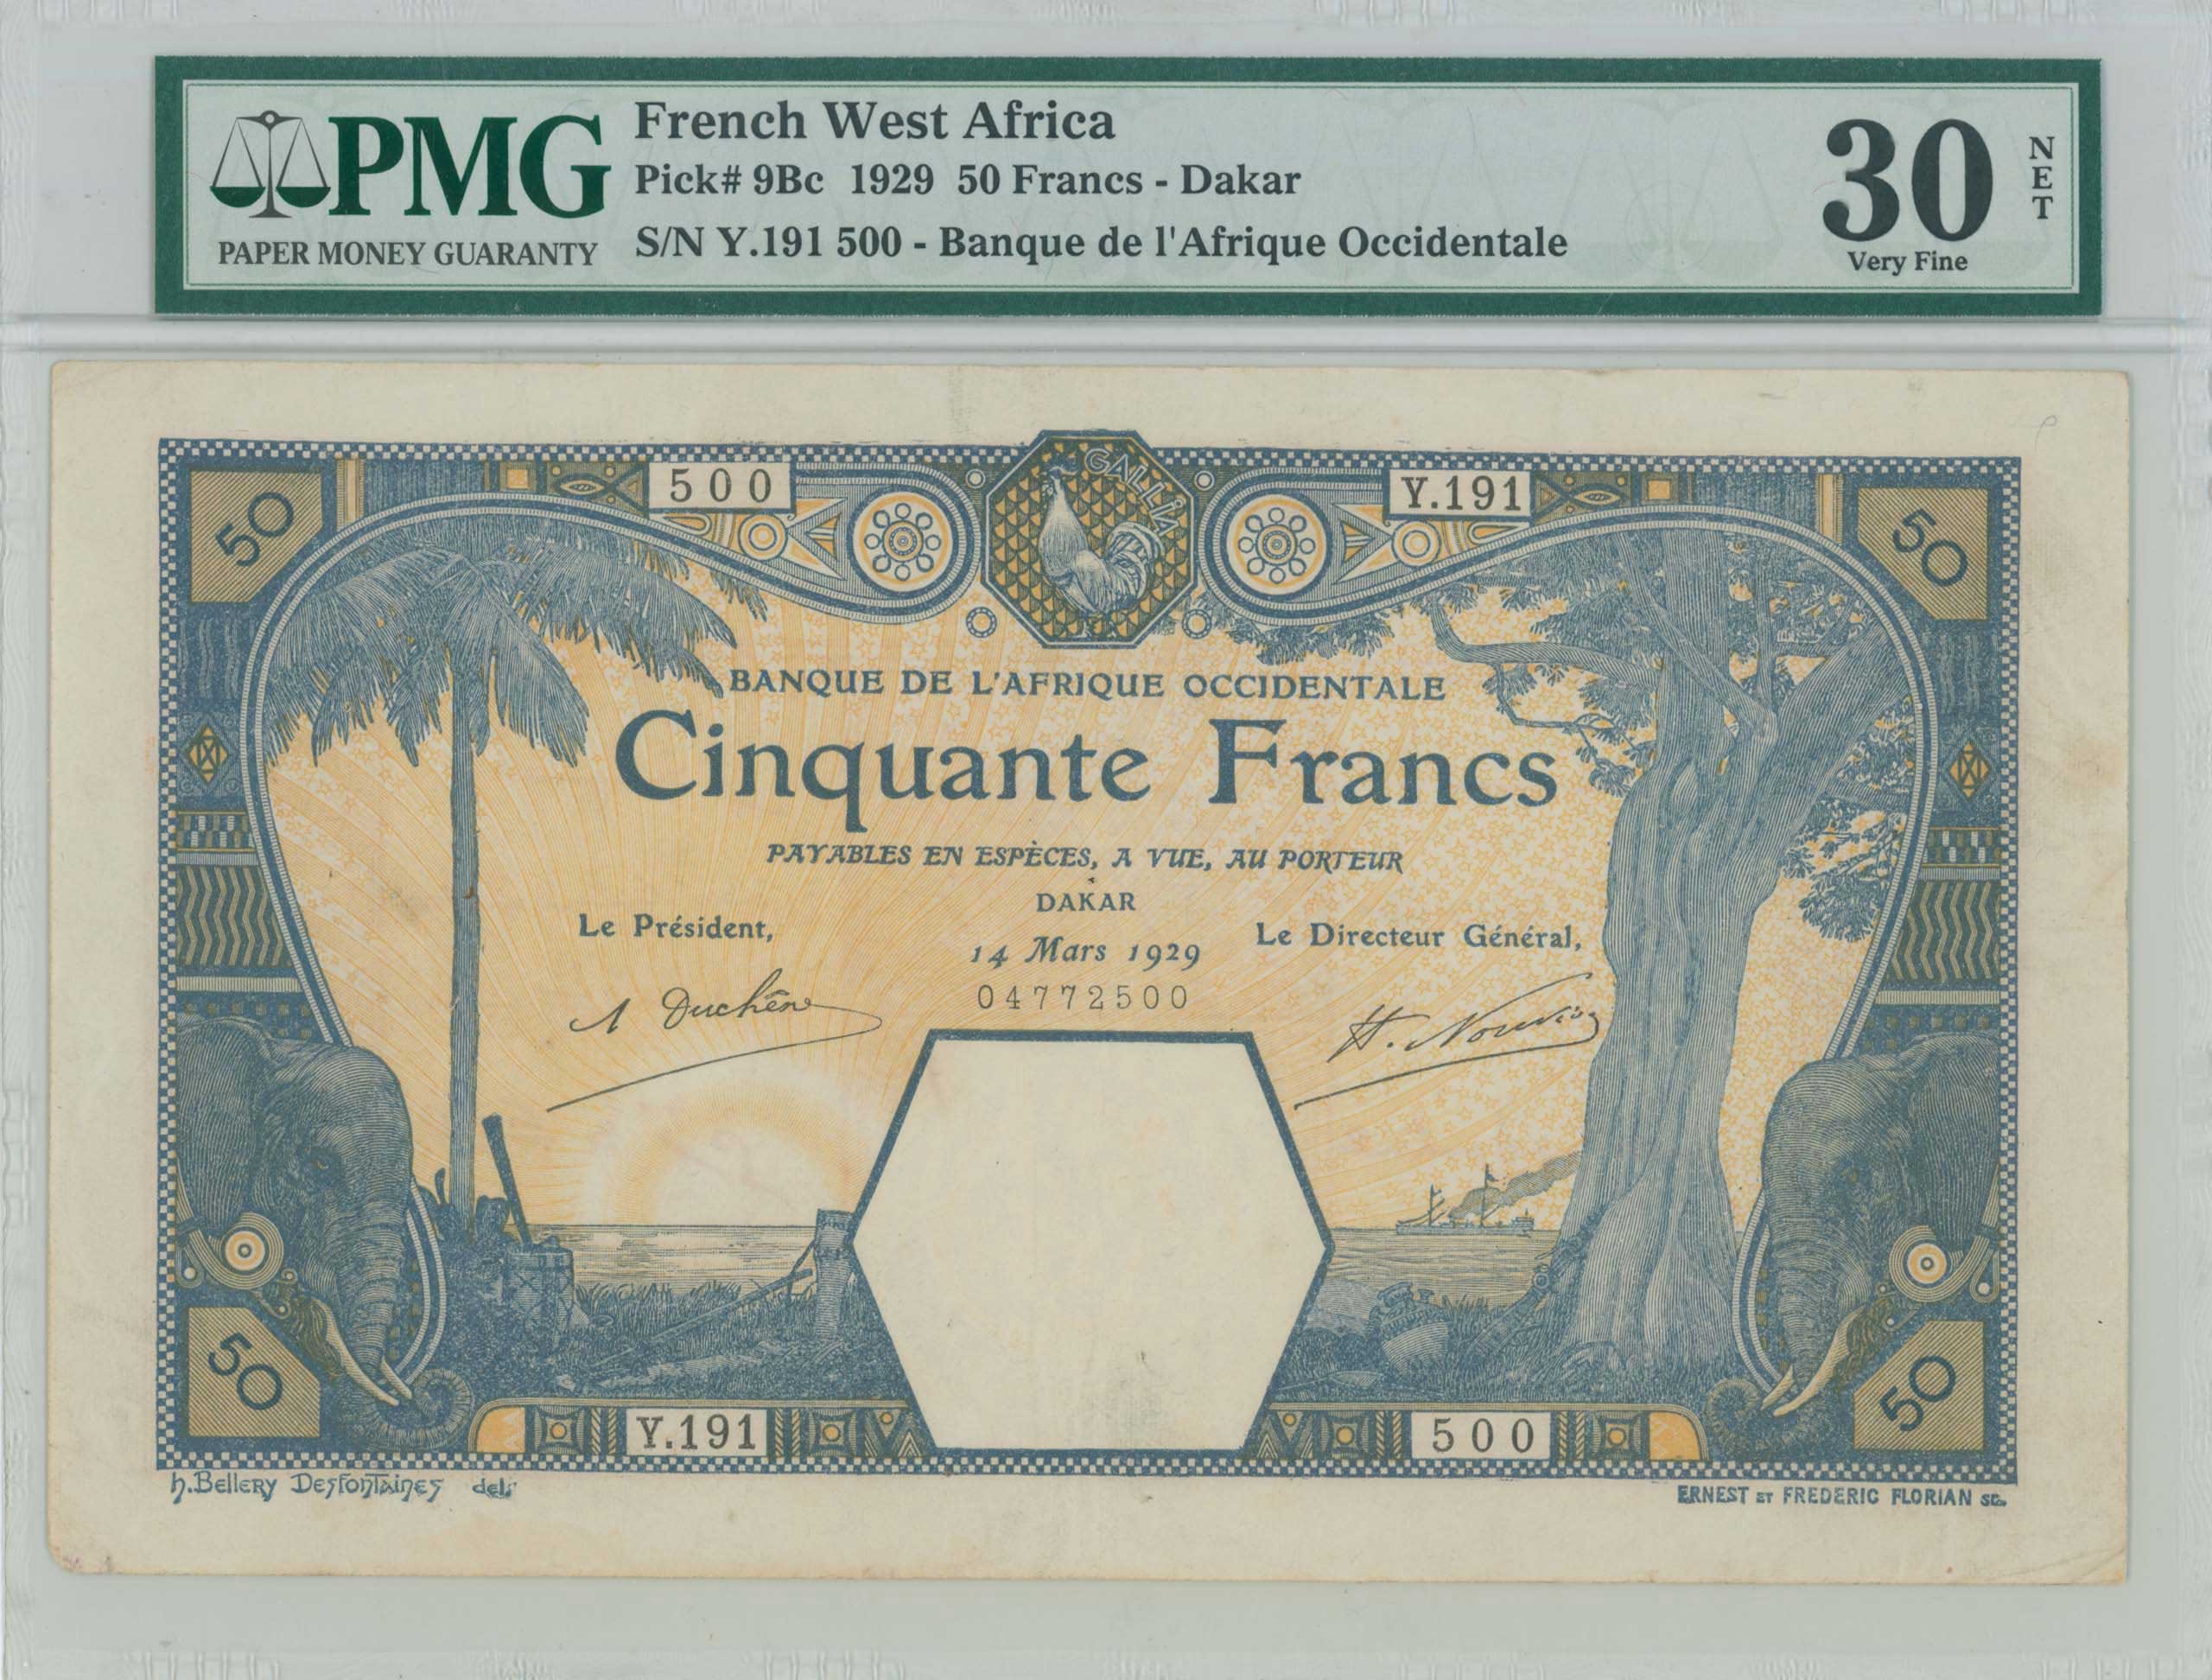 PMG
PAPER MONEY GUARANTY
French West Africa
Pick# 9Bc 1929 50 Francs - Dakar
S/N Y.191 500 - Banque de l'Afrique Occidentale
30
NET
Very Fine
50
500
GALLIA
Y.191
50
BANQUE DE L'AFRIQUE OCCIDENTALE
Cinquante Francs
PAYABLES EN ESPÈCES, A VUE, AU PORTEUR
DAKAR
Le Président,
14 Mars 1929
Le Directeur Général,
04772500
A Duchêne
H. Nouvion
50
Y.191
500
50
h. Bellery Desfontaines del;
ERNEST ET FREDERIC FLORIAN sc.